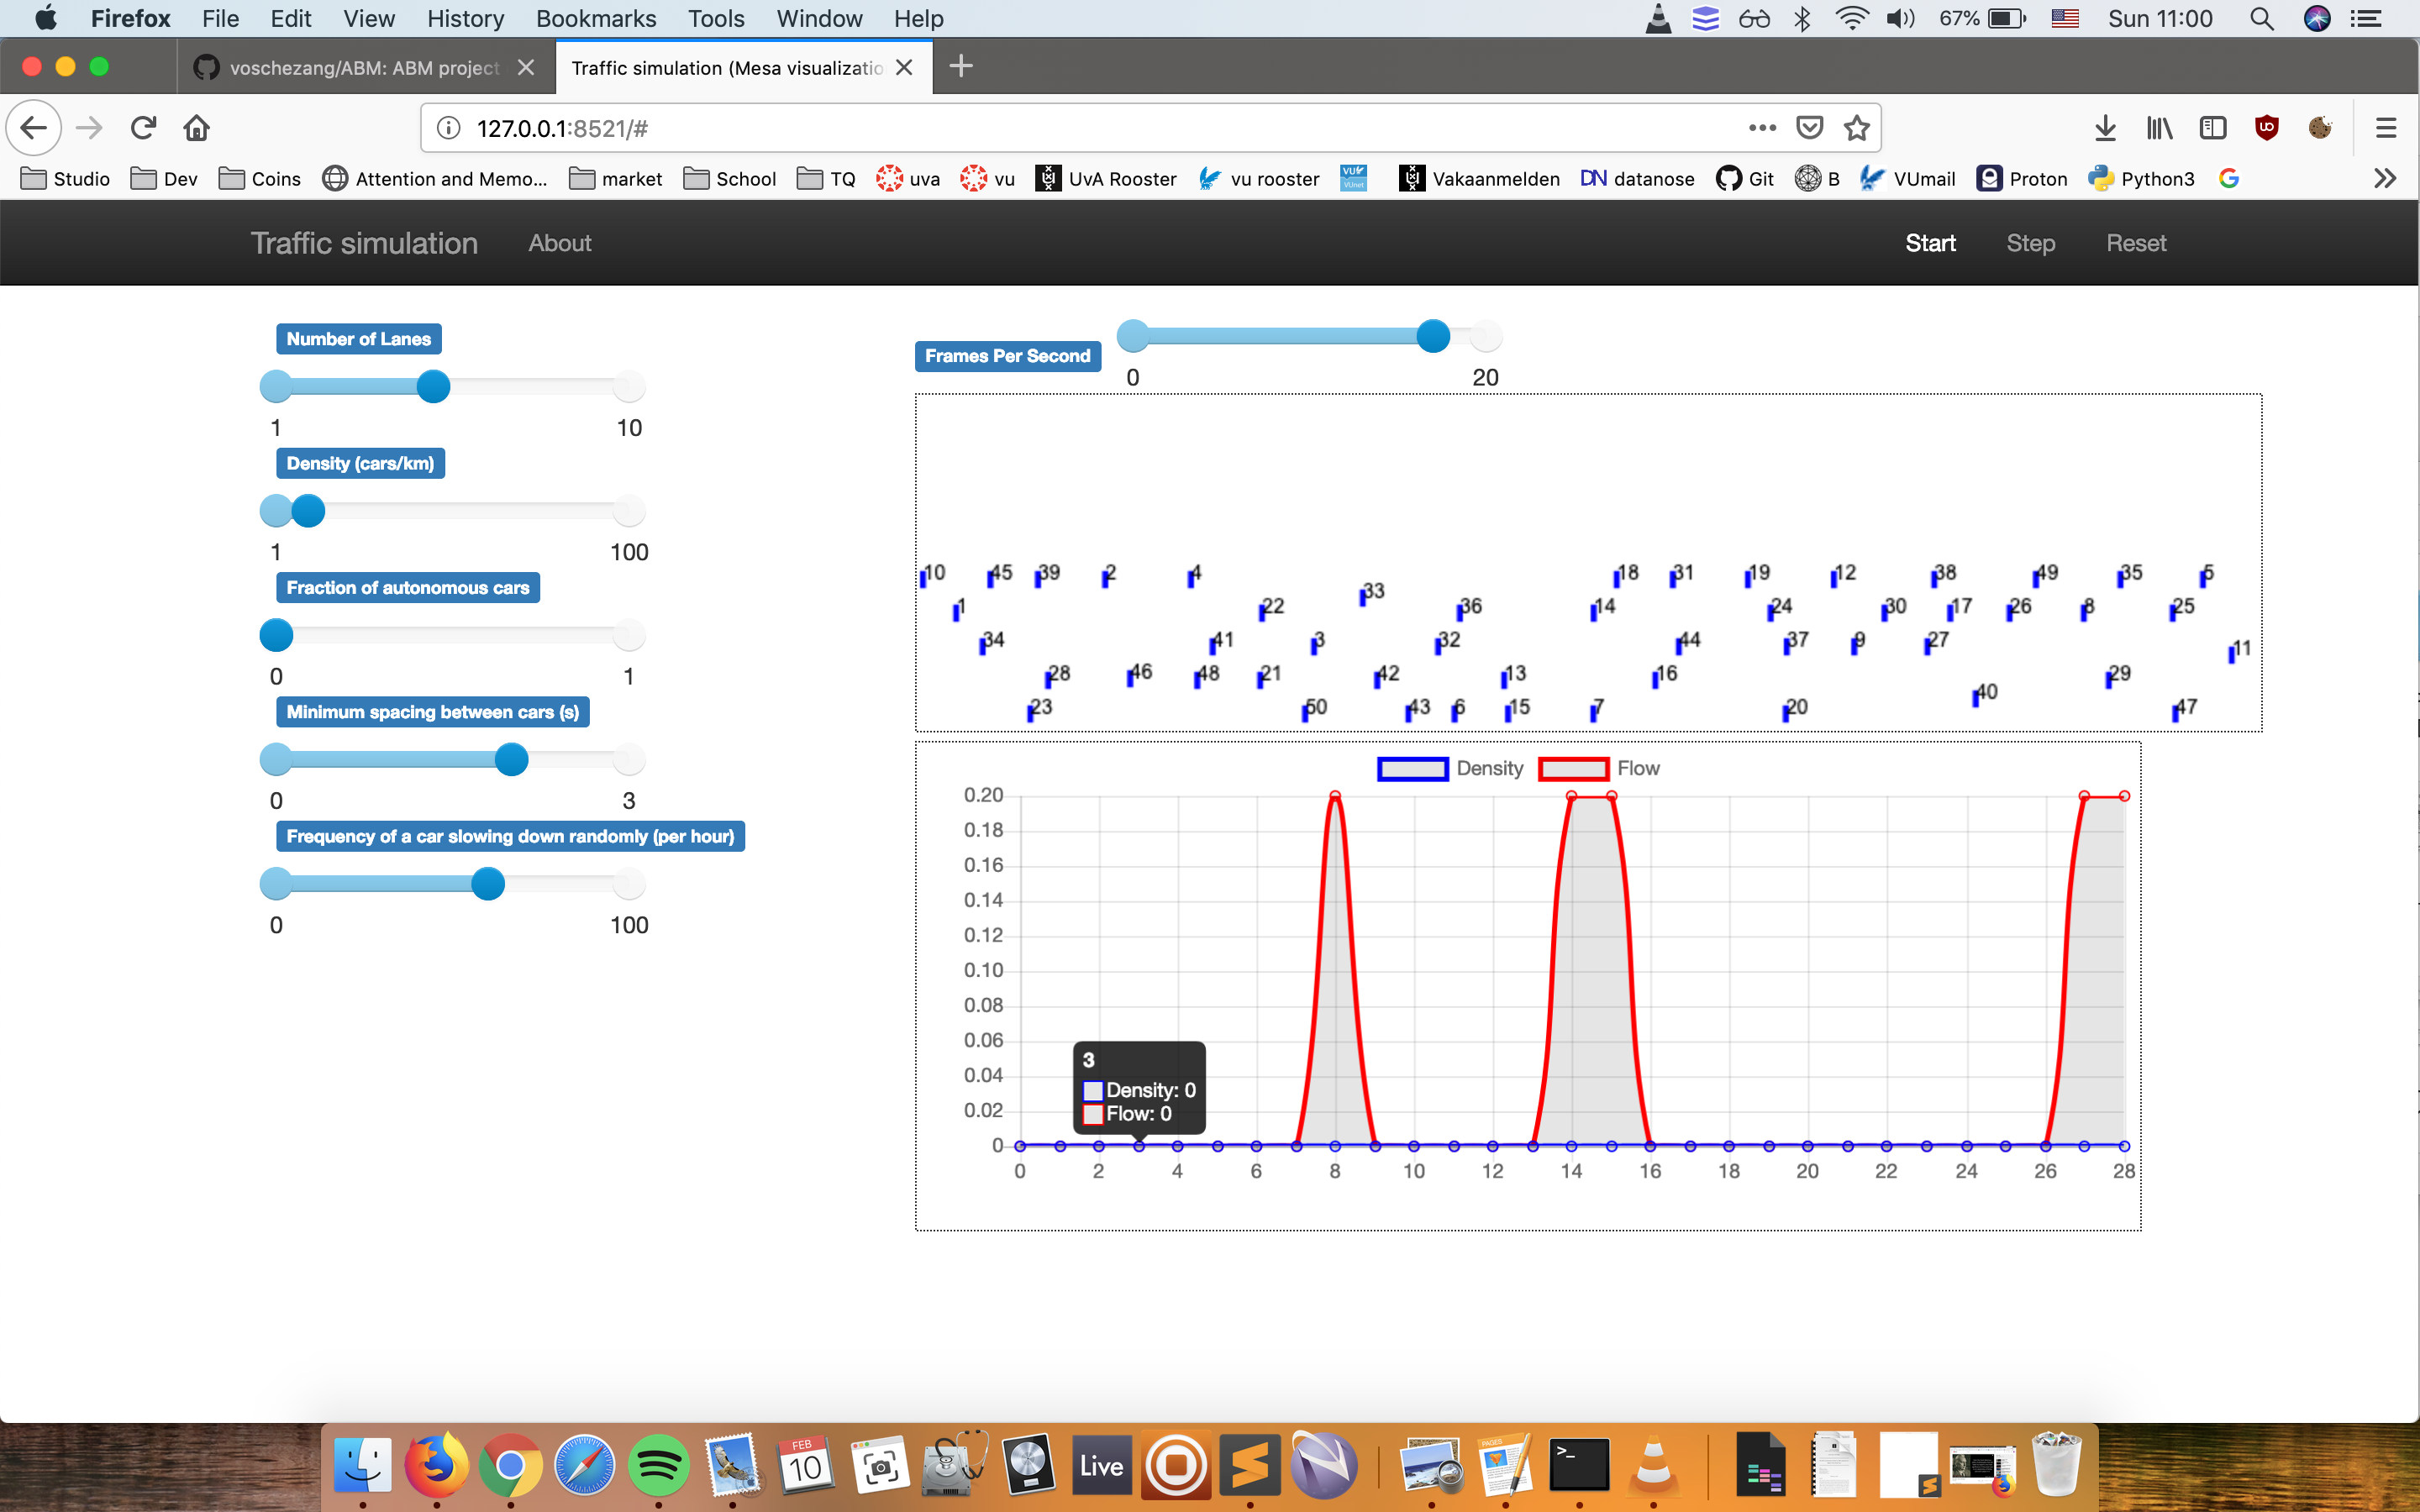 Firefox File Edit View History Bookmarks Tools Window Help 67% Sun 11:00
voschezang/ABM: ABM project Traffic simulation (Mesa visualizatio
127.0.0.1:8521/#
Studio Dev Coins Attention and Memo... market School TQ uva vu UvA Rooster vu rooster Vakaanmelden DN datanose Git B VUmail Proton Python3
Traffic simulation About Start Step Reset
Number of Lanes
1 10
Density (cars/km)
1 100
Fraction of autonomous cars
0 1
Minimum spacing between cars (s)
0 3
Frequency of a car slowing down randomly (per hour)
0 100
Frames Per Second
0 20
10 45 39 2 4 33 18 31 19 12 38 49 35 5
1 22 36 14 24 30 17 26 8 25
34 41 3 32 44 37 9 27 11
28 46 48 21 42 13 16 40 29
23 50 43 6 15 7 20 47
Density Flow
0.20
0.18
0.16
0.14
0.12
0.10
0.08
0.06
0.04
0.02
0
3
Density: 0
Flow: 0
0 2 4 6 8 10 12 14 16 18 20 22 24 26 28
FEB
10
Live
PAGES
>_